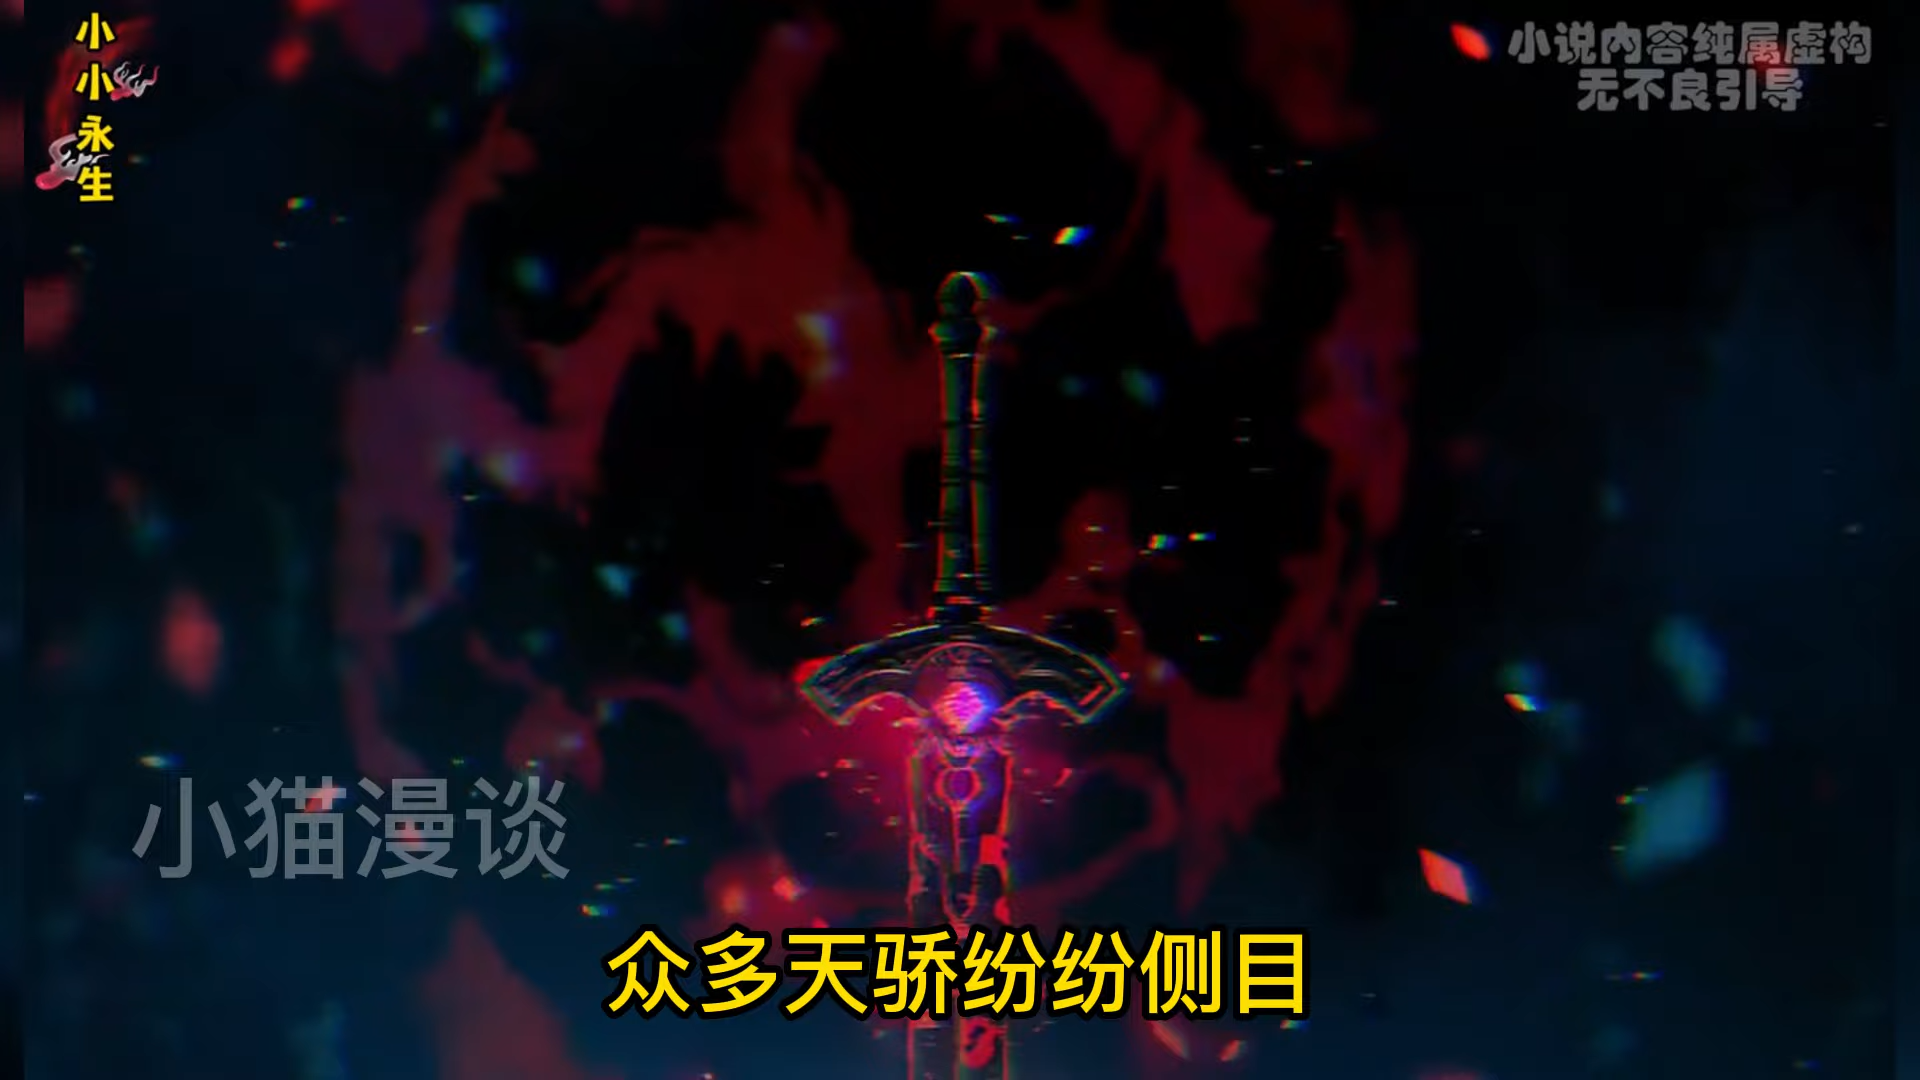 小小永生
小说内容纯属虚构
无不良引导
小猫漫谈
众多天骄纷纷侧目